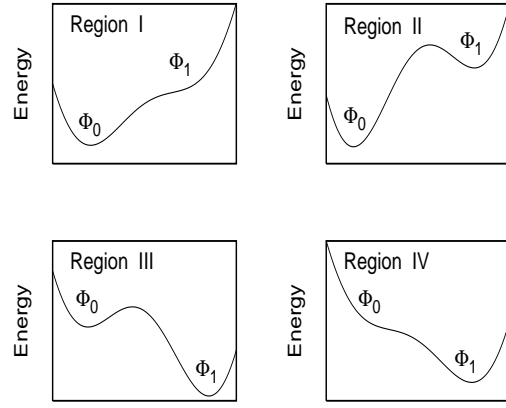 Region I
Φ1
Φ0
Energy
Region II
Φ1
Φ0
Energy
Region III
Φ0
Φ1
Energy
Region IV
Φ0
Φ1
Energy